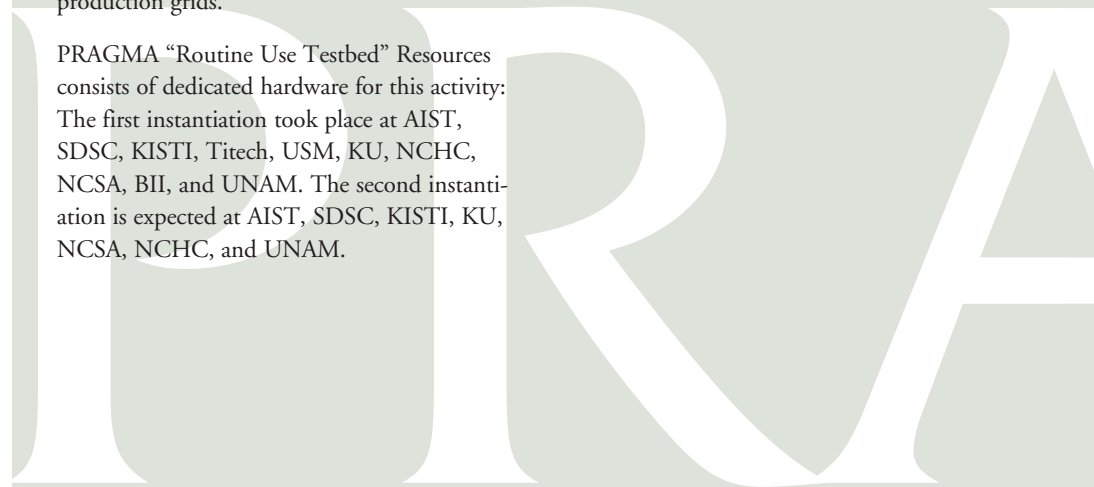 production grids.
PRAGMA “Routine Use Testbed” Resources
consists of dedicated hardware for this activity:
The first instantiation took place at AIST,
SDSC, KISTI, Titech, USM, KU, NCHC,
NCSA, BII, and UNAM. The second instanti-
ation is expected at AIST, SDSC, KISTI, KU,
NCSA, NCHC, and UNAM.
PRA